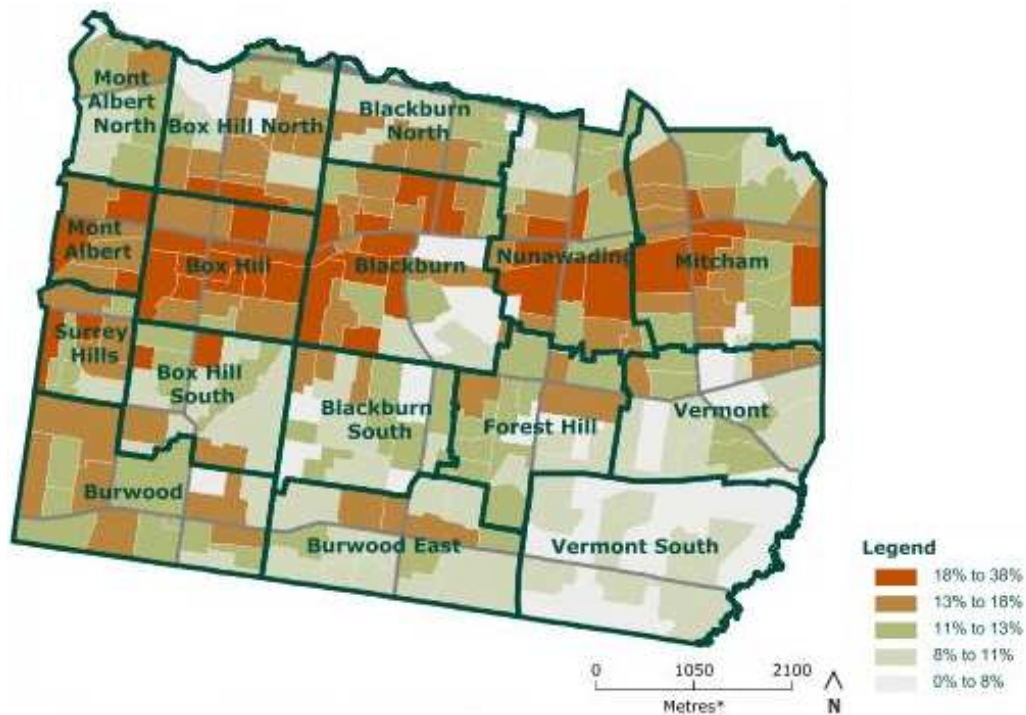 Mont
Albert
North
Box Hill North
Blackburn
North
Mont
Albert
Box Hill
Blackburn
Nunawading
Mitcham
Surrey
Hills
Box Hill
South
Blackburn
South
Forest Hill
Vermont
Burwood
Burwood East
Vermont South
Legend
18% to 38%
13% to 18%
11% to 13%
8% to 11%
0% to 8%
0 1050 2100
Metres*
N